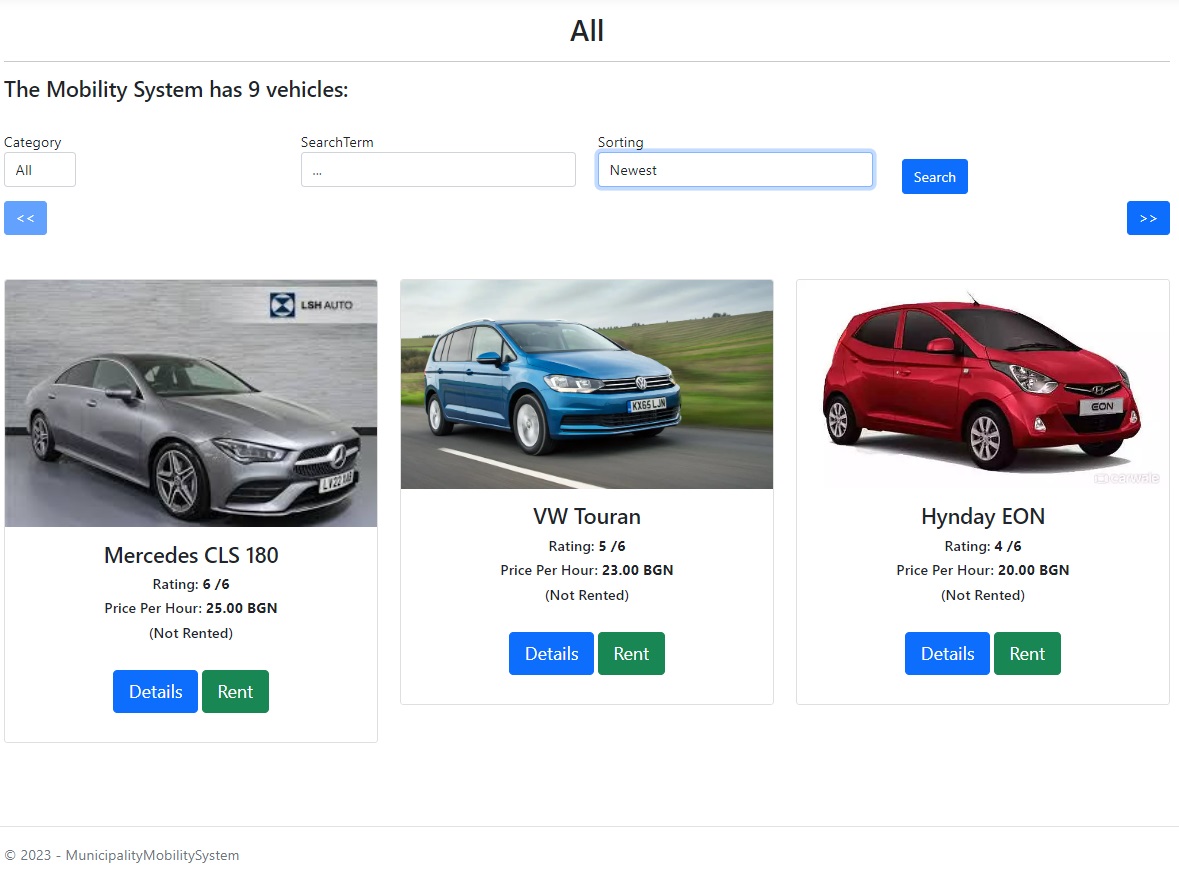 All
The Mobility System has 9 vehicles:
Category
SearchTerm
Sorting
All
...
Newest
Search
<<
>>
LSH AUTO
LV22
KX65 LJN
EON
carwale
Mercedes CLS 180
Rating: 6 /6
Price Per Hour: 25.00 BGN
(Not Rented)
Details
Rent
VW Touran
Rating: 5 /6
Price Per Hour: 23.00 BGN
(Not Rented)
Details
Rent
Hynday EON
Rating: 4 /6
Price Per Hour: 20.00 BGN
(Not Rented)
Details
Rent
© 2023 - MunicipalityMobilitySystem